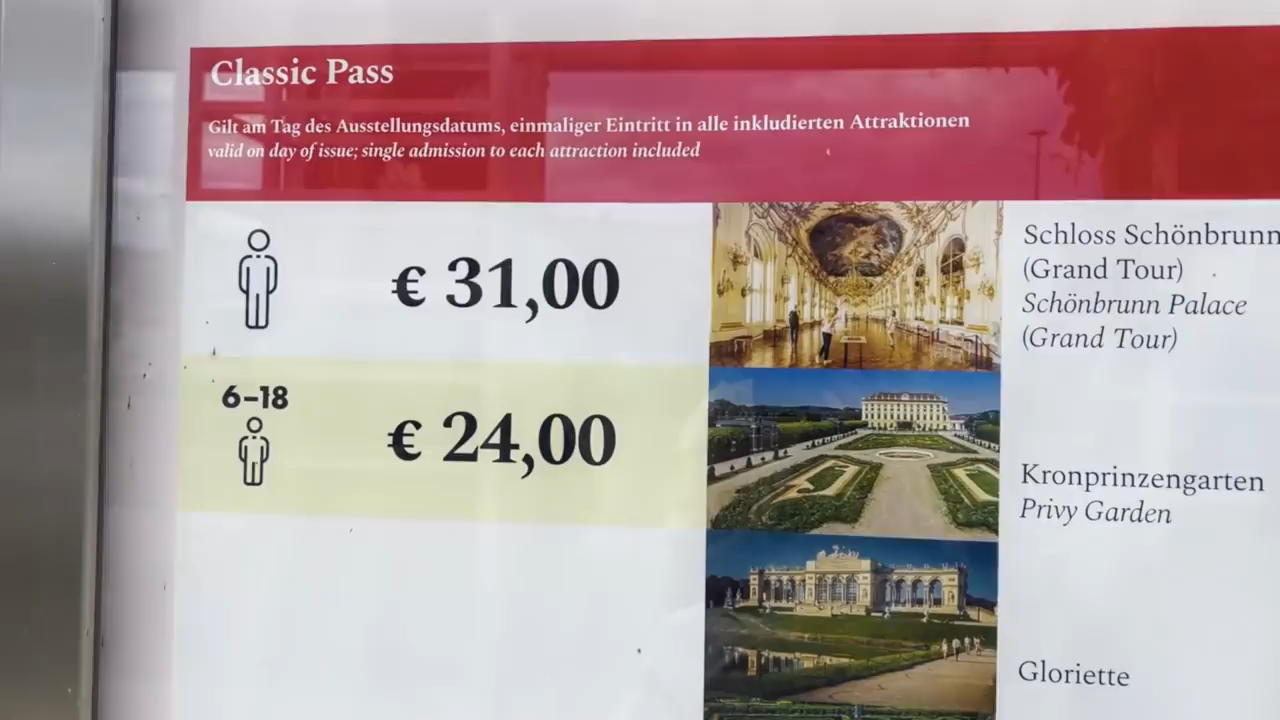 Classic Pass
Gilt am Tag des Ausstellungsdatums, einmaliger Eintritt in alle inkludierten Attraktionen
valid on day of issue; single admission to each attraction included
€ 31,00
6–18
€ 24,00
Schloss Schönbrunn
(Grand Tour)
Schönbrunn Palace
(Grand Tour)
Kronprinzengarten
Privy Garden
Gloriette